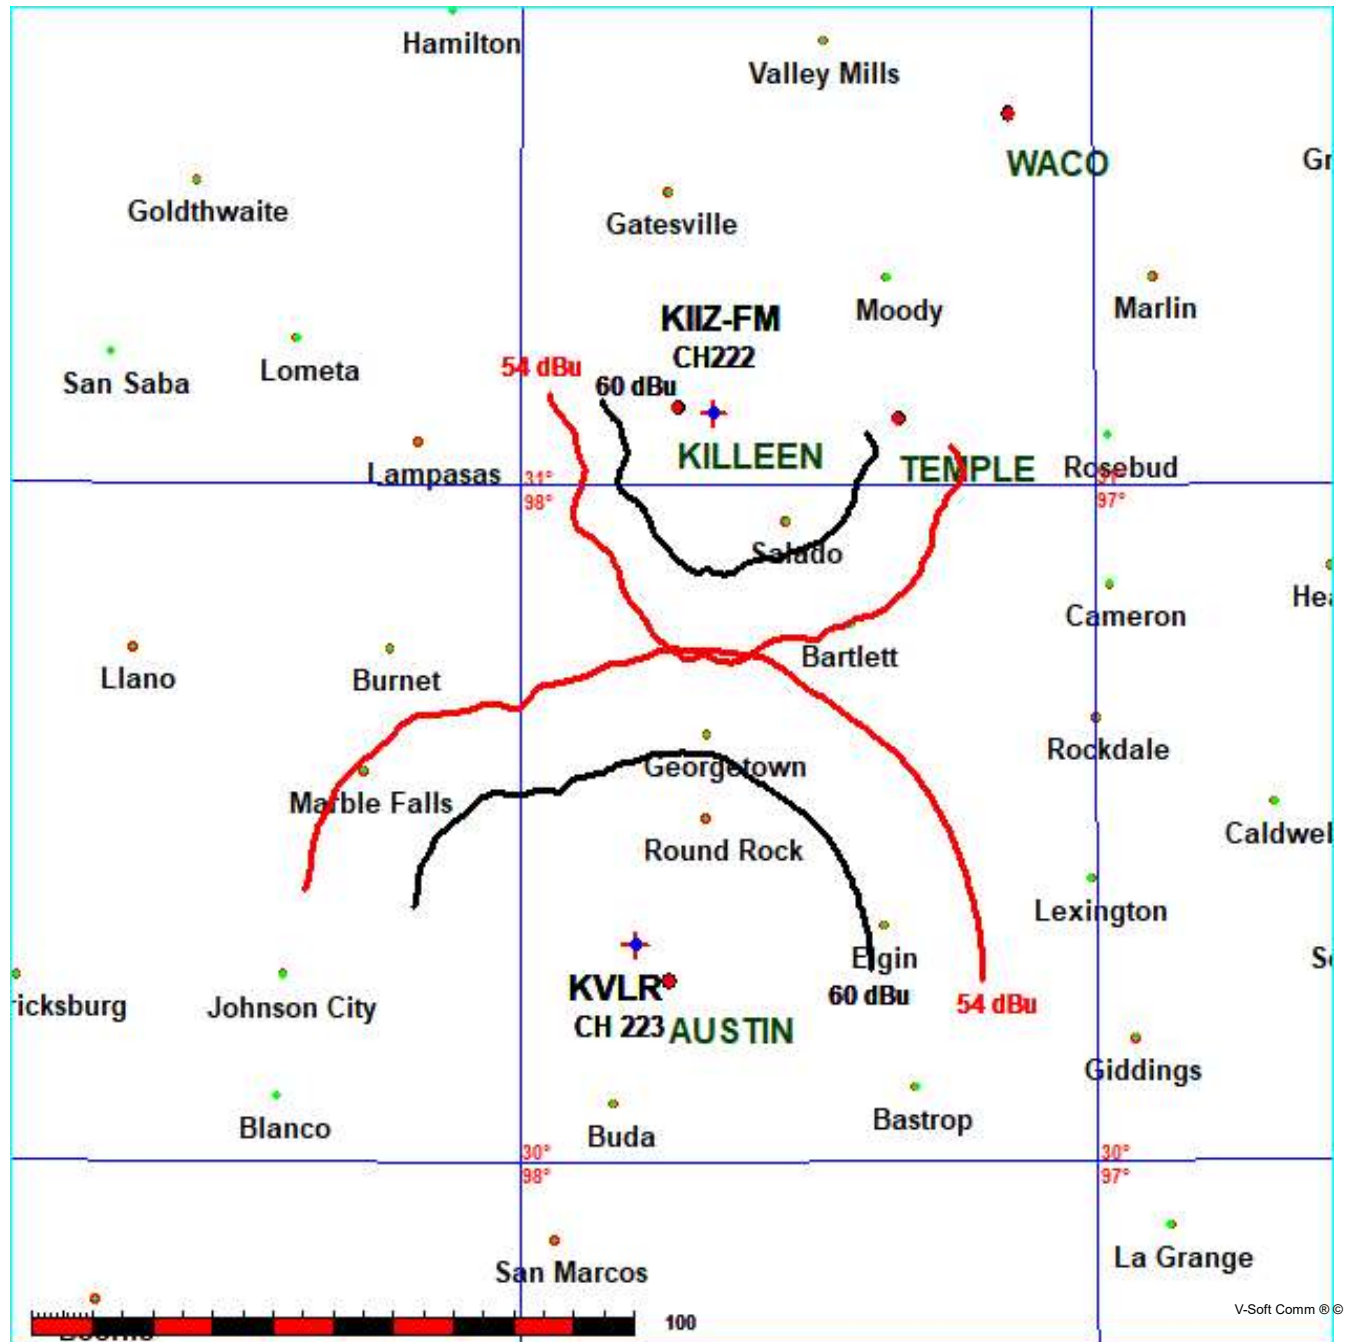 Hamilton
Valley Mills
WACO
Gr
Goldthwaite
Gatesville
Moody
Marlin
KIIZ-FM
CH222
San Saba
Lometa
54 dBu
60 dBu
KILLEEN
TEMPLE
Rosebud
Lampasas
31°
98°
97°
Salado
Cameron
Hea
Llano
Burnet
Bartlett
Rockdale
Georgetown
Marble Falls
Round Rock
Caldwel
Lexington
Elgin
ricksburg
Johnson City
KVLR
CH 223
AUSTIN
60 dBu
54 dBu
Giddings
Blanco
Buda
Bastrop
30°
98°
30°
97°
La Grange
San Marcos
100
V-Soft Comm ® ©